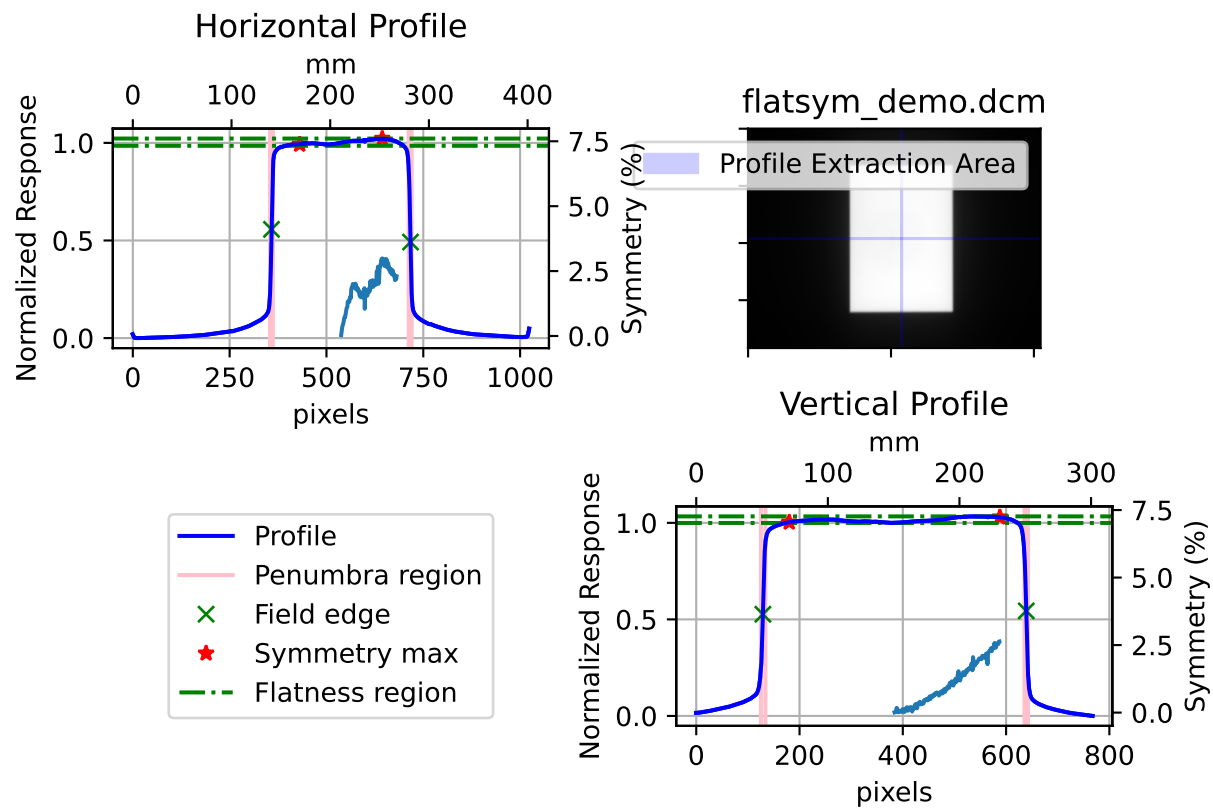 Horizontal Profile
mm
0 100 200 300 400
Normalized Response
1.0
0.5
0.0
7.5
5.0
2.5
0.0
Symmetry (%)
0 250 500 750 1000
pixels
flatsym_demo.dcm
Profile Extraction Area
Vertical Profile
mm
0 100 200 300
Normalized Response
1.0
0.5
0.0
7.5
5.0
2.5
0.0
Symmetry (%)
0 200 400 600 800
pixels
Profile
Penumbra region
Field edge
Symmetry max
Flatness region